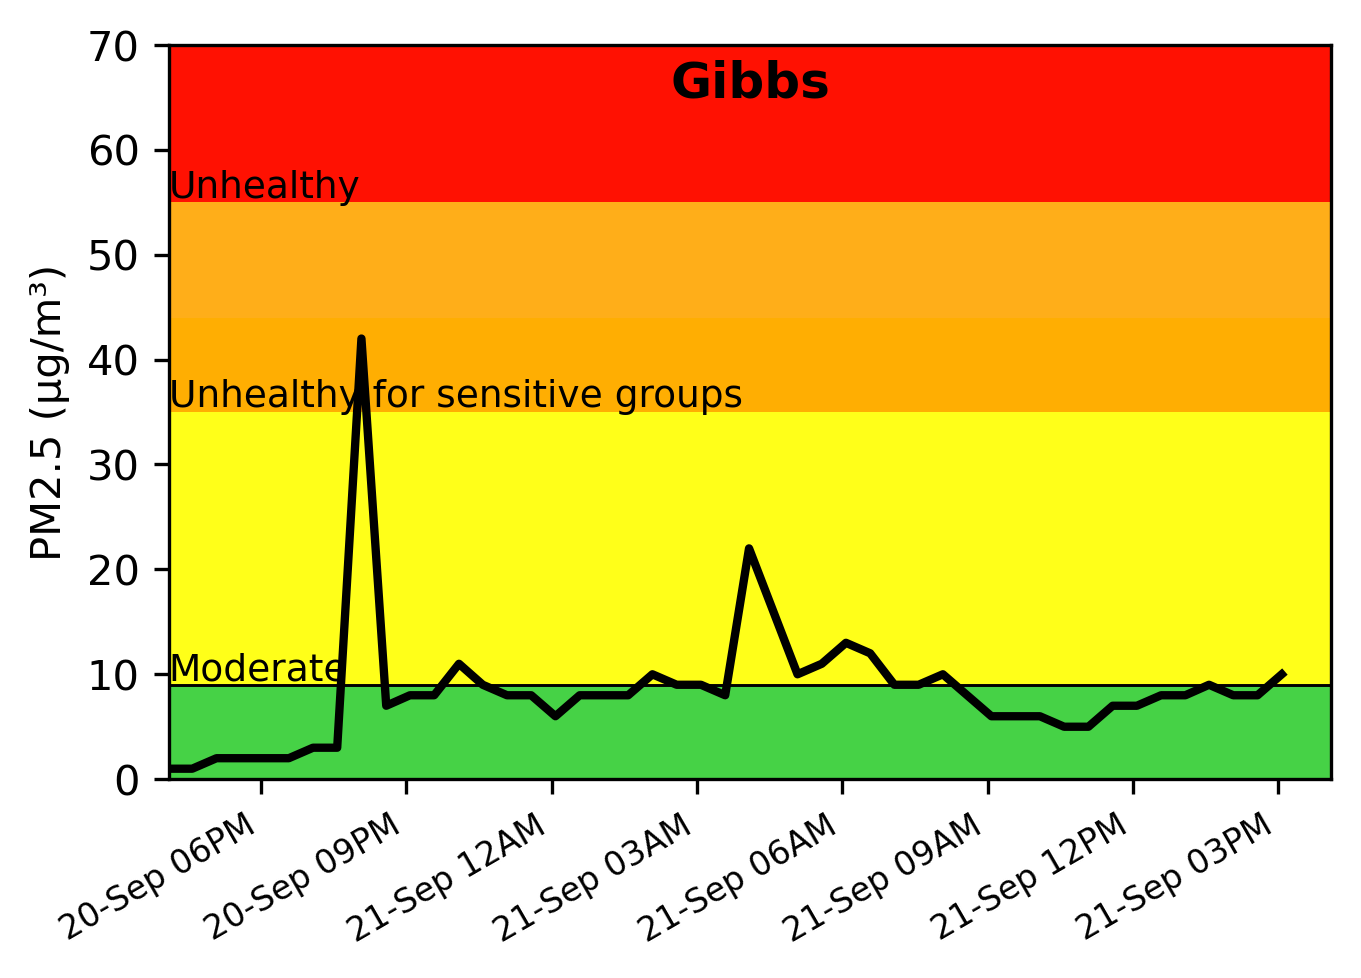 Gibbs
PM2.5 (µg/m³)
70
60
50
40
30
20
10
0
Unhealthy
Unhealthy for sensitive groups
Moderate
20-Sep 06PM
20-Sep 09PM
21-Sep 12AM
21-Sep 03AM
21-Sep 06AM
21-Sep 09AM
21-Sep 12PM
21-Sep 03PM